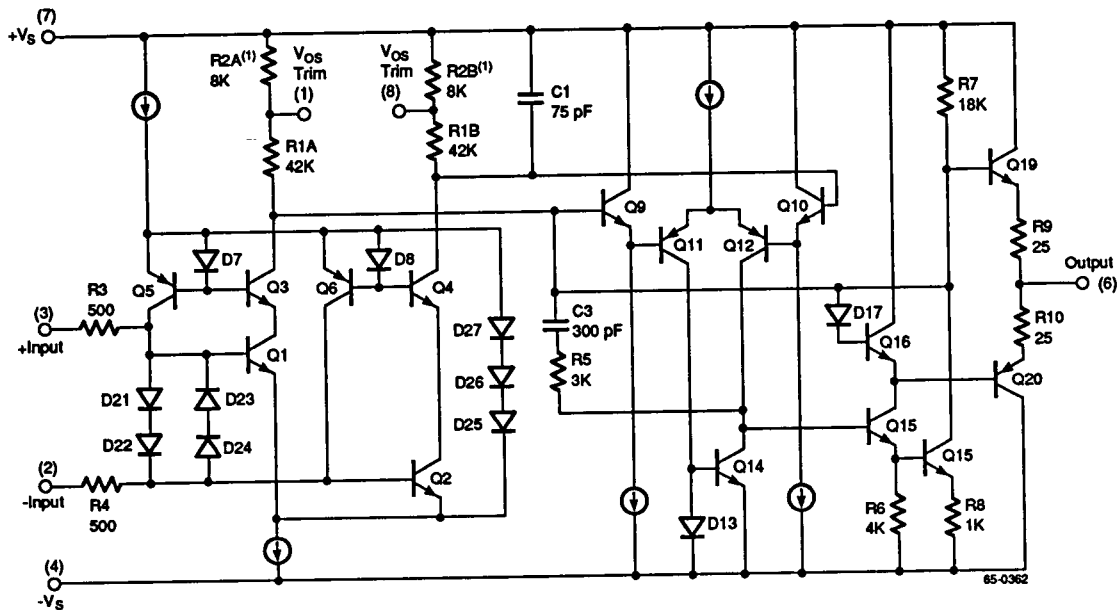 (7)
+VS
R2A(1)
8K
VOS
Trim
(1)
R1A
42K
VOS
Trim
(8)
R2B(1)
8K
R1B
42K
C1
75 pF
R7
18K
Q19
Q9
Q10
Q11
Q12
R9
25
Output
(6)
R10
25
Q20
D7
D8
Q5
Q3
Q6
Q4
R3
500
(3)
+Input
Q1
D21
D23
D22
D24
(2)
-Input
R4
500
Q2
D27
D26
D25
C3
300 pF
R5
3K
D17
Q16
Q15
Q15
Q14
D13
R6
4K
R8
1K
(4)
-VS
65-0362